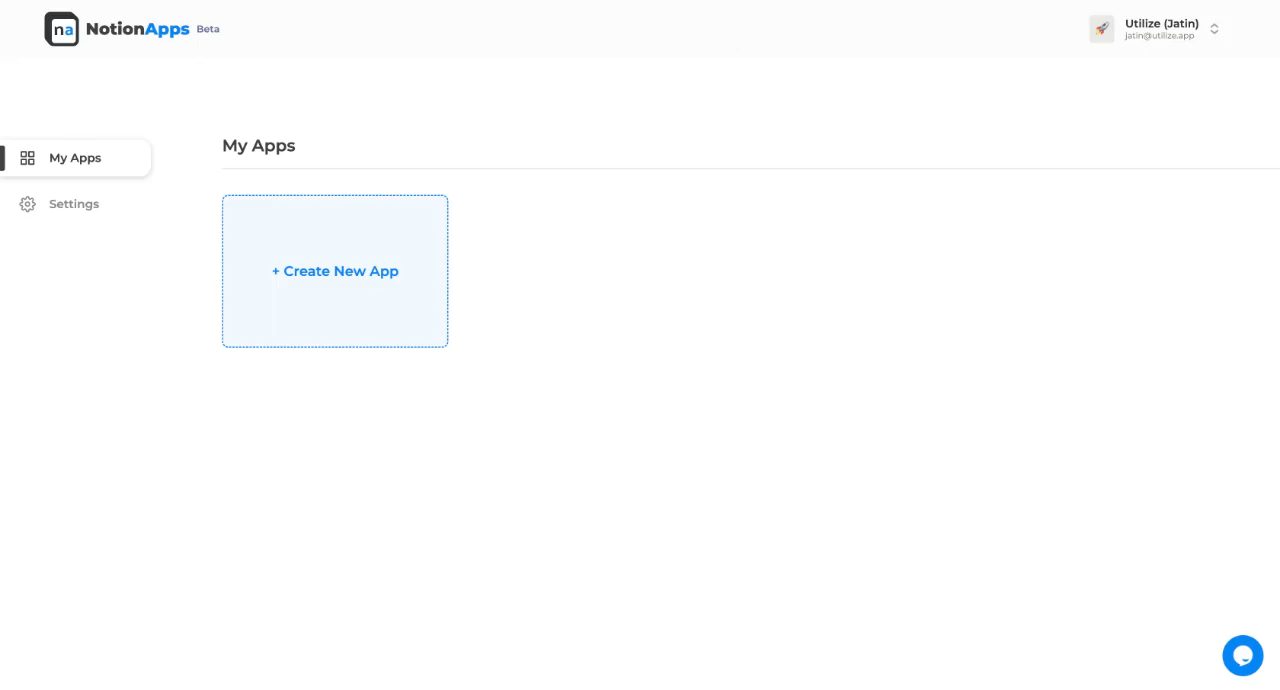 na NotionApps Beta
Utilize (Jatin)
jatin@utilize.app
My Apps
Settings
My Apps
+ Create New App